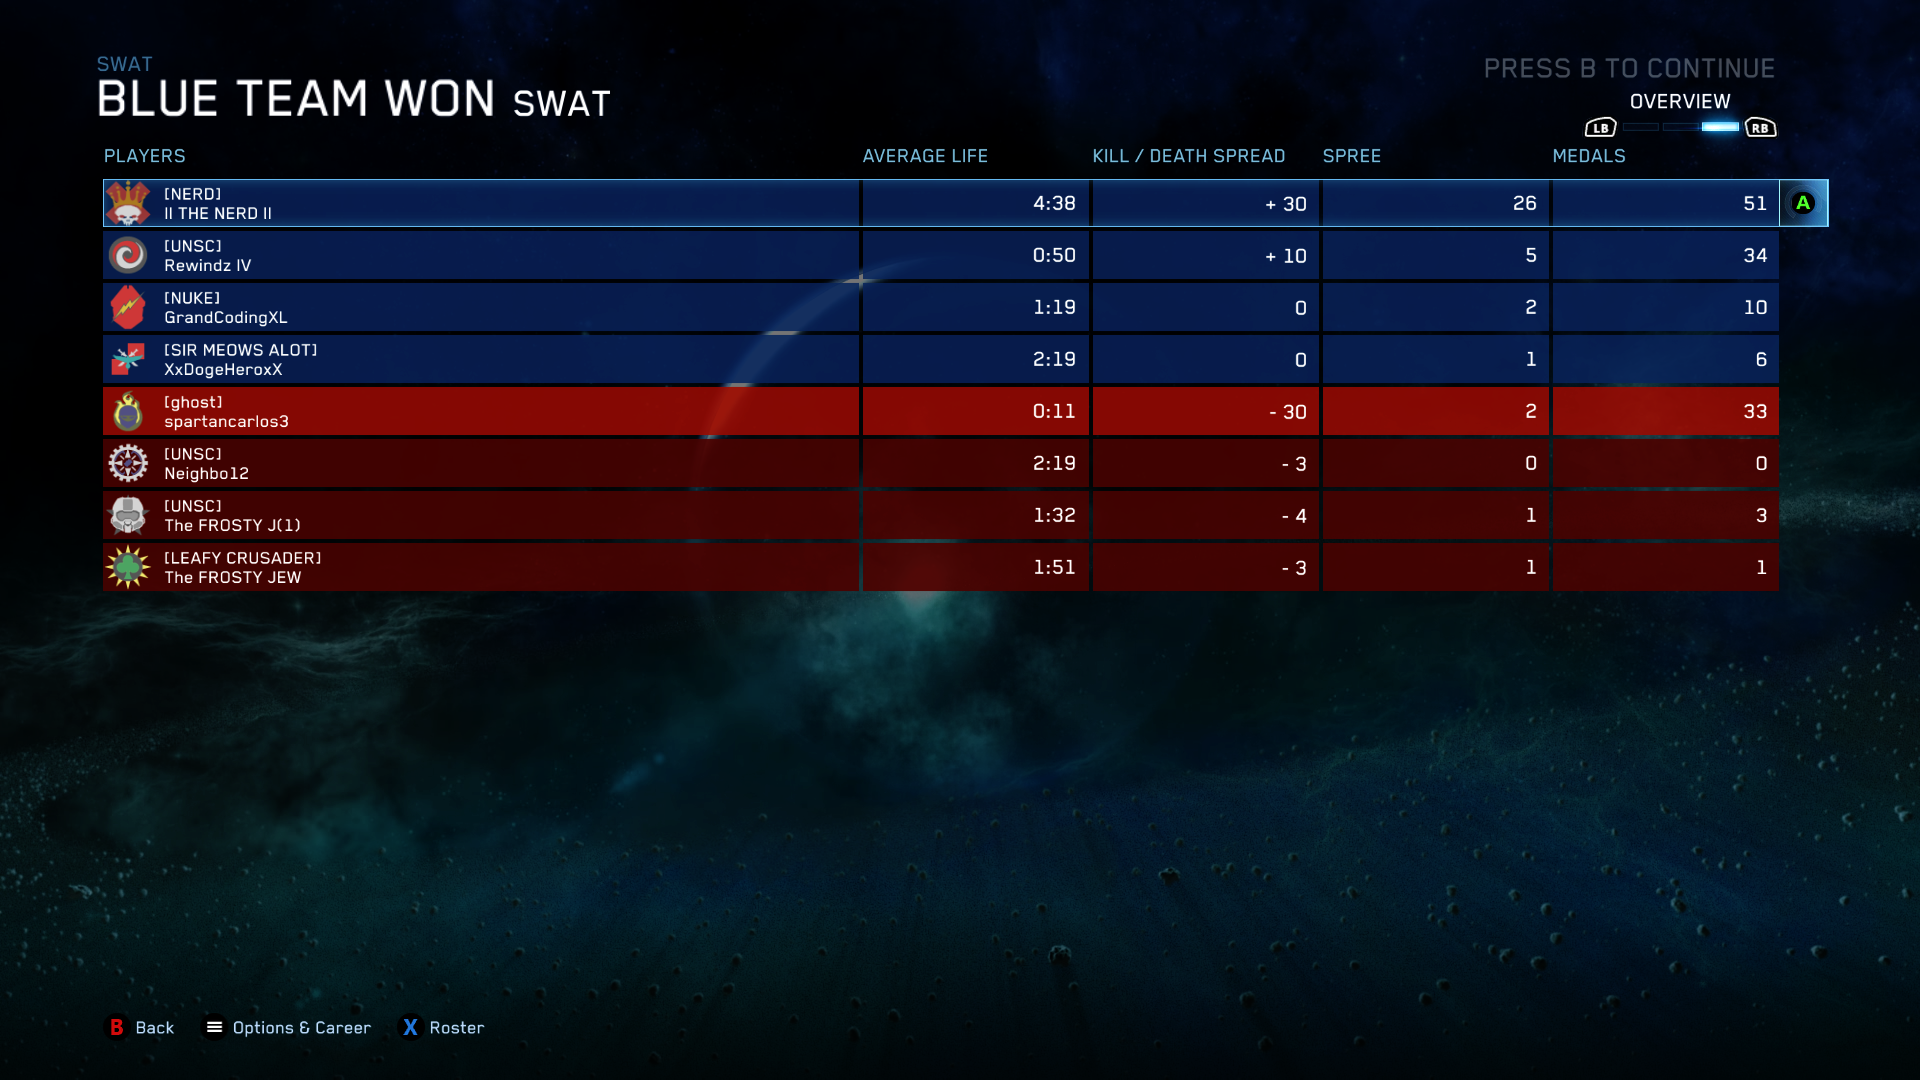 SWAT
BLUE TEAM WON SWAT
PRESS B TO CONTINUE
OVERVIEW
LB RB
PLAYERS AVERAGE LIFE KILL / DEATH SPREAD SPREE MEDALS
[NERD]
II THE NERD II 4:38 + 30 26 51 A
[UNSC]
Rewindz IV 0:50 + 10 5 34
[NUKE]
GrandCodingXL 1:19 0 2 10
[SIR MEOWS ALOT]
XxDogeHeroxX 2:19 0 1 6
[ghost]
spartancarlos3 0:11 - 30 2 33
[UNSC]
Neighbo12 2:19 - 3 0 0
[UNSC]
The FROSTY J(1) 1:32 - 4 1 3
[LEAFY CRUSADER]
The FROSTY JEW 1:51 - 3 1 1
B Back Options & Career X Roster